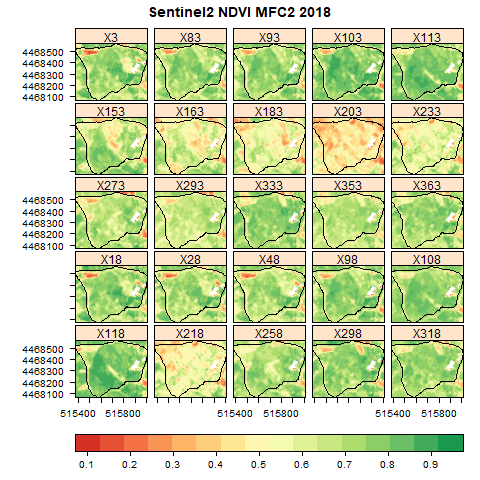 Sentinel2 NDVI MFC2 2018
X3 X83 X93 X103 X113
4468500
4468400
4468300
4468200
4468100
X153 X163 X183 X203 X233
X273 X293 X333 X353 X363
4468500
4468400
4468300
4468200
4468100
X18 X28 X48 X98 X108
X118 X218 X258 X298 X318
4468500
4468400
4468300
4468200
4468100
515400 515800 515400 515800 515400 515800
0.1 0.2 0.3 0.4 0.5 0.6 0.7 0.8 0.9